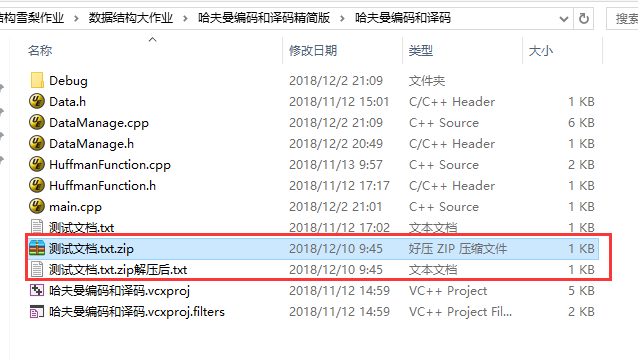 结构雪梨作业 > 数据结构大作业 > 哈夫曼编码和译码精简版 > 哈夫曼编码和译码 搜索
名称 修改日期 类型 大小
Debug 2018/12/2 21:09 文件夹
Data.h 2018/11/12 15:01 C/C++ Header 1 KB
DataManage.cpp 2018/12/2 21:09 C++ Source 6 KB
DataManage.h 2018/12/2 20:49 C/C++ Header 1 KB
HuffmanFunction.cpp 2018/11/13 9:57 C++ Source 2 KB
HuffmanFunction.h 2018/11/12 17:17 C/C++ Header 1 KB
main.cpp 2018/12/2 21:01 C++ Source 1 KB
测试文档.txt 2018/11/12 17:02 文本文档 1 KB
测试文档.txt.zip 2018/12/10 9:45 好压 ZIP 压缩文件 1 KB
测试文档.txt.zip解压后.txt 2018/12/10 9:45 文本文档 1 KB
哈夫曼编码和译码.vcxproj 2018/11/12 14:59 VC++ Project 5 KB
哈夫曼编码和译码.vcxproj.filters 2018/11/12 14:59 VC++ Project Fil... 2 KB